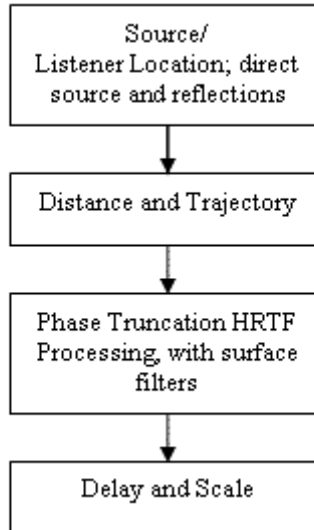 Source/
Listener Location; direct
source and reflections
Distance and Trajectory
Phase Truncation HRTF
Processing, with surface
filters
Delay and Scale